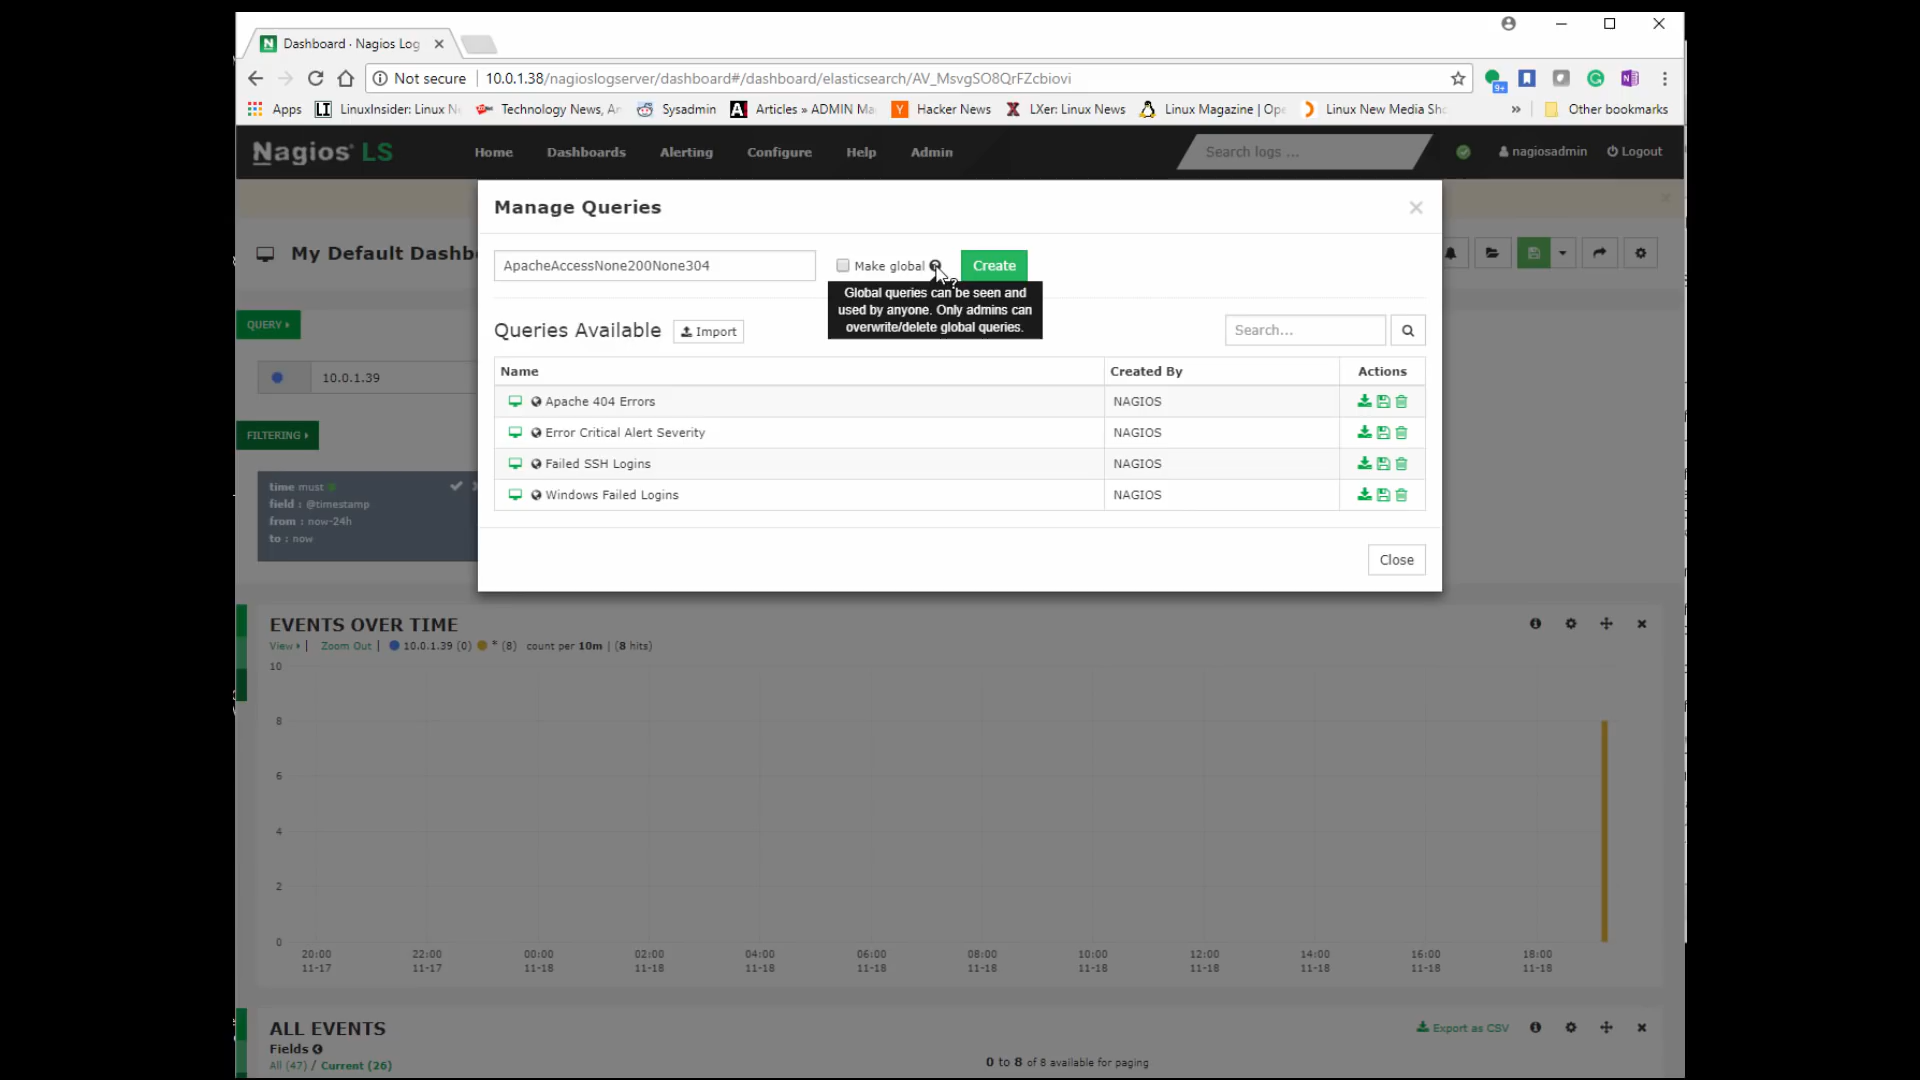 Dashboard · Nagios Log
Not secure | 10.0.1.38/nagioslogserver/dashboard#/dashboard/elasticsearch/AV_MsvgSO8QrFZcbiovi
9+
Apps LinuxInsider: Linux Technology News, Sysadmin Articles » ADMIN Hacker News LXer: Linux News Linux Magazine | Linux New Media » Other bookmarks
Nagios LS Home Dashboards Alerting Configure Help Admin Search logs ... nagiosadmin Logout
Manage Queries
My Default Dashb
ApacheAccessNone200None304 Make global Create
Global queries can be seen and
used by anyone. Only admins can
overwrite/delete global queries.
QUERY
Queries Available Import Search...
10.0.1.39
Name Created By Actions
Apache 404 Errors NAGIOS
Error Critical Alert Severity NAGIOS
FILTERING
Failed SSH Logins NAGIOS
Windows Failed Logins NAGIOS
time must
field : @timestamp
from : now-24h
to : now
Close
EVENTS OVER TIME
View | Zoom Out | 10.0.1.39 (0) * (8) count per 10m | (8 hits)
10
8
6
4
2
0
20:00 22:00 00:00 02:00 04:00 06:00 08:00 10:00 12:00 14:00 16:00 18:00
11-17 11-17 11-18 11-18 11-18 11-18 11-18 11-18 11-18 11-18 11-18 11-18
ALL EVENTS
Export as CSV
Fields
All (47) / Current (26)
0 to 8 of 8 available for paging